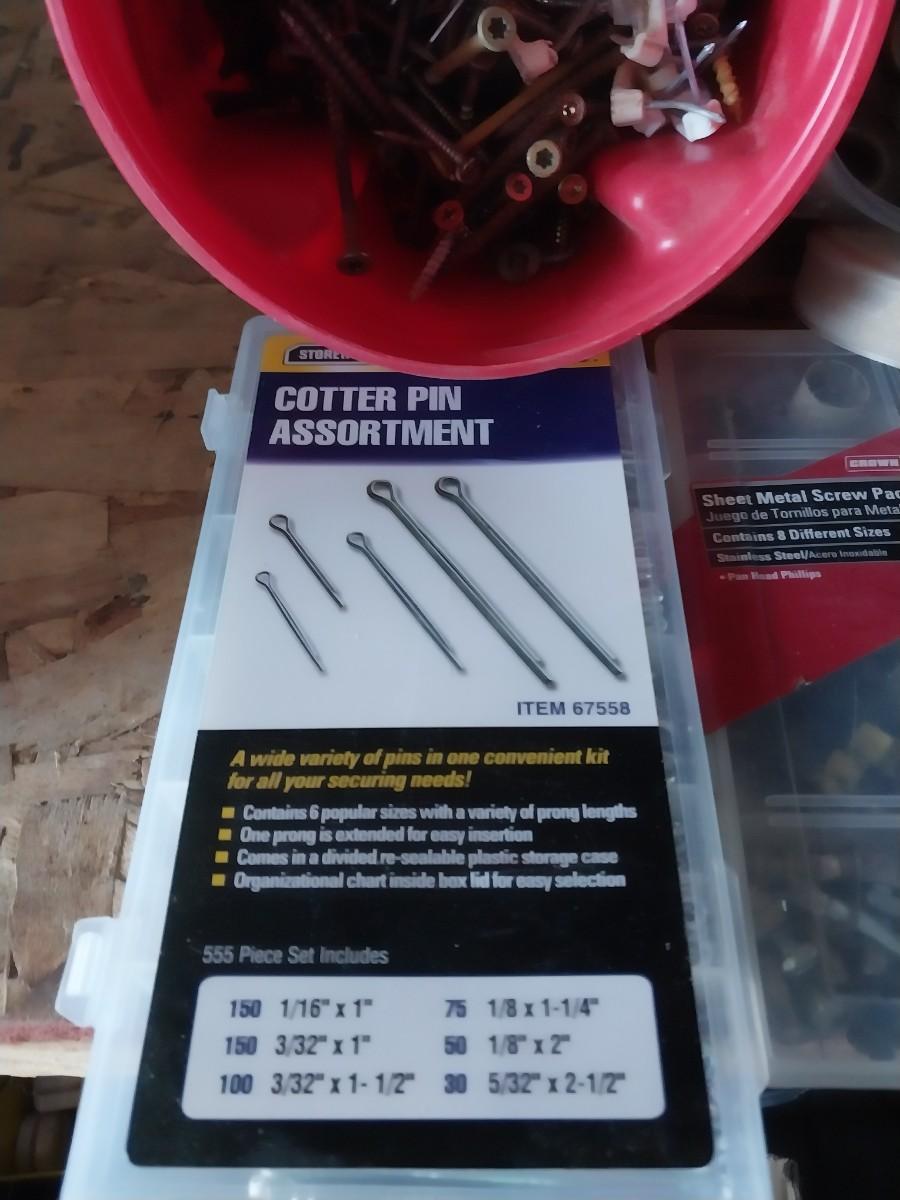 COTTER PIN
ASSORTMENT
ITEM 67558
A wide variety of pins in one convenient kit
for all your securing needs!
Contains 6 popular sizes with a variety of prong lengths
One prong is extended for easy insertion
Comes in a divided re-sealable plastic storage case
Organizational chart inside box lid for easy selection
555 Piece Set Includes
150 1/16" x 1" 75 1/8 x 1-1/4"
150 3/32" x 1" 50 1/8" x 2"
100 3/32" x 1- 1/2" 30 5/32" x 2-1/2"
CROWN
Sheet Metal Screw
Juego de Tornillos para
Contains 8 Different Sizes
Stainless Steel/Acero Inoxidable
• Pan Head Phillips